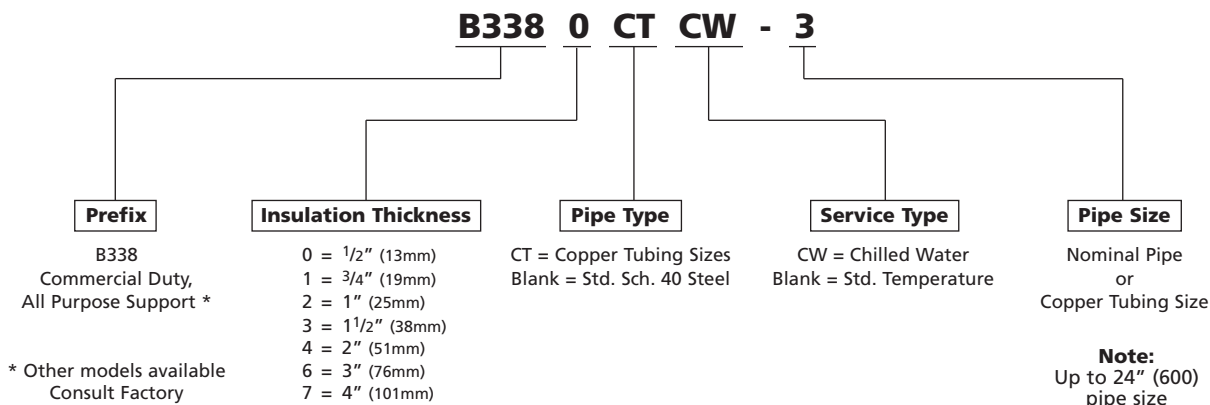 B338 0 CT CW - 3
Prefix
B338
Commercial Duty,
All Purpose Support *
* Other models available
Consult Factory
Insulation Thickness
0 = 1/2" (13mm)
1 = 3/4" (19mm)
2 = 1" (25mm)
3 = 11/2" (38mm)
4 = 2" (51mm)
6 = 3" (76mm)
7 = 4" (101mm)
Pipe Type
CT = Copper Tubing Sizes
Blank = Std. Sch. 40 Steel
Service Type
CW = Chilled Water
Blank = Std. Temperature
Pipe Size
Nominal Pipe
or
Copper Tubing Size
Note:
Up to 24" (600)
pipe size